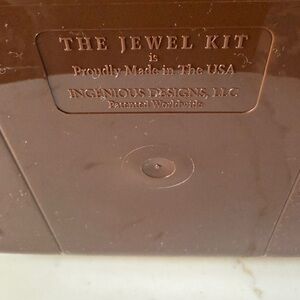 THE JEWEL KIT
is
Proudly Made in The USA
INGENIOUS DESIGNS, LLC
Patented Worldwide